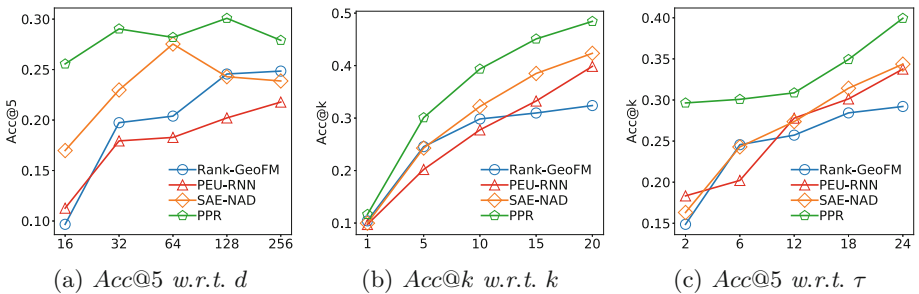 Acc@5
0.30
0.25
0.20
0.15
0.10
16 32 64 128 256
Rank-GeoFM
PEU-RNN
SAE-NAD
PPR
(a) Acc@5 w.r.t. d
Acc@k
0.5
0.4
0.3
0.2
0.1
1 5 10 15 20
Rank-GeoFM
PEU-RNN
SAE-NAD
PPR
(b) Acc@k w.r.t. k
Acc@k
0.40
0.35
0.30
0.25
0.20
0.15
2 6 12 18 24
Rank-GeoFM
PEU-RNN
SAE-NAD
PPR
(c) Acc@5 w.r.t. τ